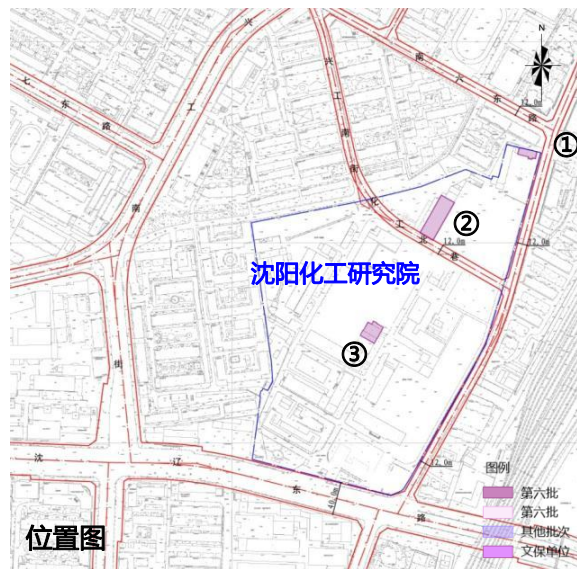 N
兴工南街
兴工南街
南六东路
12.0m
①
七东路
②
化工北巷
12.0m
12.0m
沈阳化工研究院
③
12.0m
沈辽东路
40.0m
图例
第六批
第六批
其他批次
文保单位
位置图